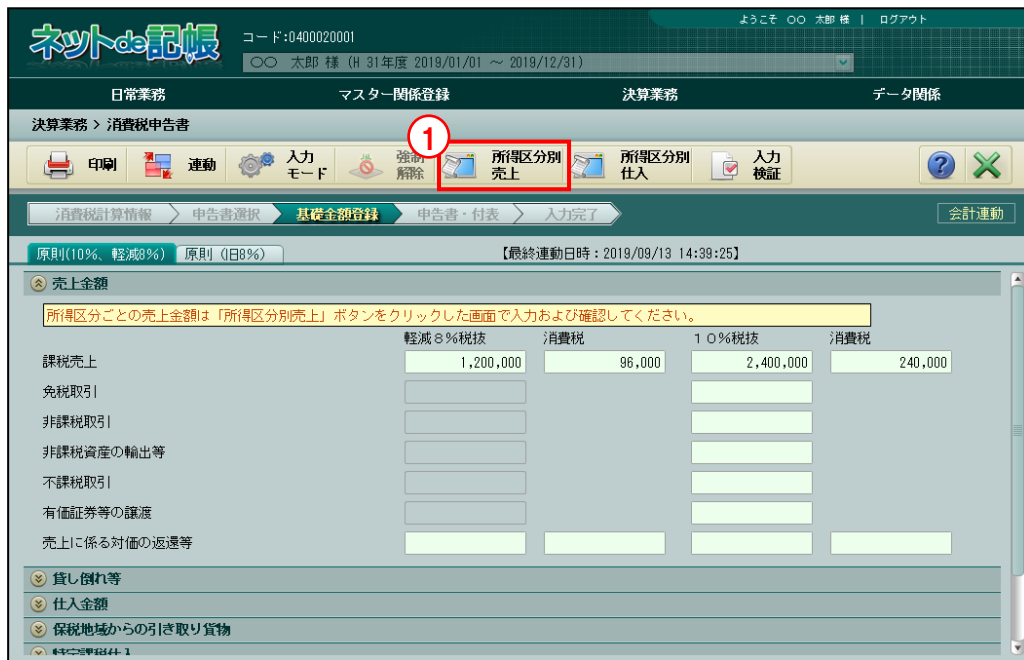 ようこそ 〇〇 太郎 様 | ログアウト
ネットde記帳
コード:0400020001
〇〇 太郎 様 (H 31年度 2019/01/01 ～ 2019/12/31)
日常業務 マスター関係登録 決算業務 データ関係
決算業務 > 消費税申告書
1
印刷 連動 入力モード 強制解除 所得区分別売上 所得区分別仕入 入力検証 ?
消費税計算情報 申告書選択 基礎金額登録 申告書・付表 入力完了 会計連動
原則(10%、軽減8%) 原則 (旧8%) 【最終連動日時：2019/09/13 14:39:25】
売上金額
所得区分ごとの売上金額は「所得区分別売上」ボタンをクリックした画面で入力および確認してください。
軽減８％税抜 消費税 １０％税抜 消費税
課税売上 1,200,000 96,000 2,400,000 240,000
免税取引
非課税取引
非課税資産の輸出等
不課税取引
有価証券等の譲渡
売上に係る対価の返還等
貸し倒れ等
仕入金額
保税地域からの引き取り貨物
特定課税仕入